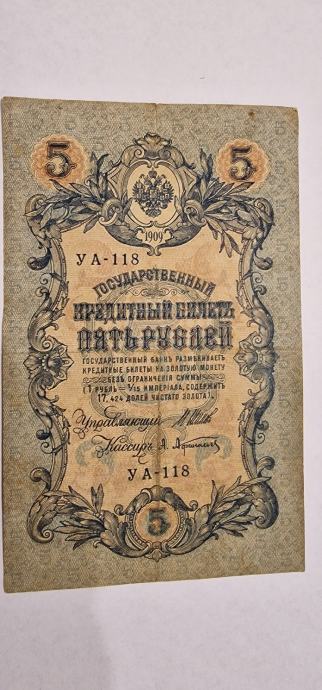 5 5
1909
УА-118
ГОСУДАРСТВЕННЫЙ
КРЕДИТНЫЙ БИЛЕТЪ
ПЯТЬ РУБЛЕЙ
ГОСУДАРСТВЕННЫЙ БАНКЪ РАЗМѢНИВАЕТЪ
КРЕДИТНЫЕ БИЛЕТЫ НА ЗОЛОТУЮ МОНЕТУ
БЕЗЪ ОГРАНИЧЕНІЯ СУММЫ
(1 РУБЛЬ = 1/15 ИМПЕРІАЛА, СОДЕРЖИТЪ
17,424 ДОЛЕЙ ЧИСТАГО ЗОЛОТА).
Управляющій
Кассиръ
УА-118
5